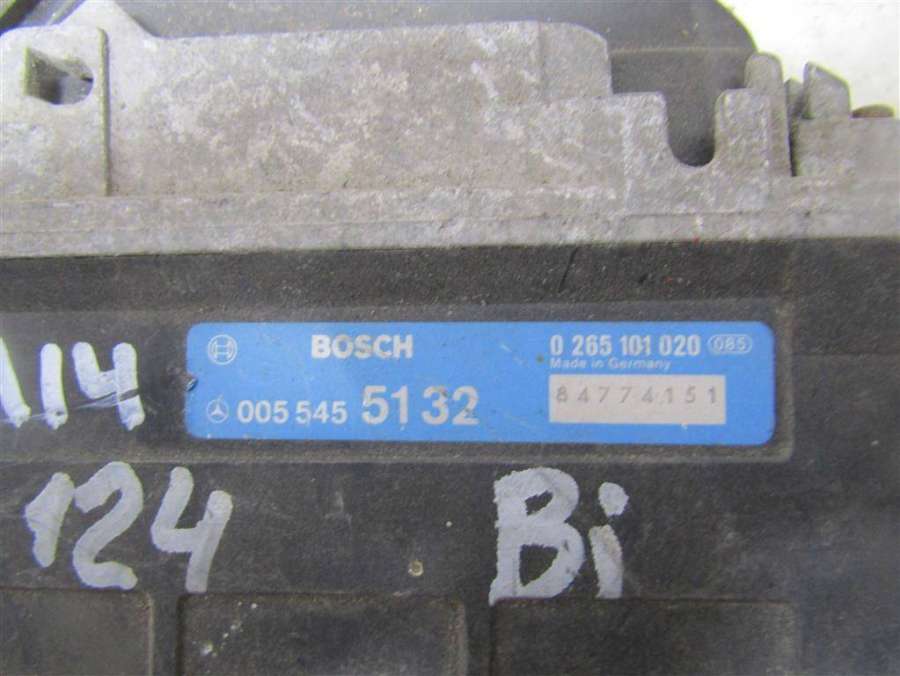 BOSCH 0 265 101 020 085
Made in Germany
005 545 51 32 84774151
114
124 Bi